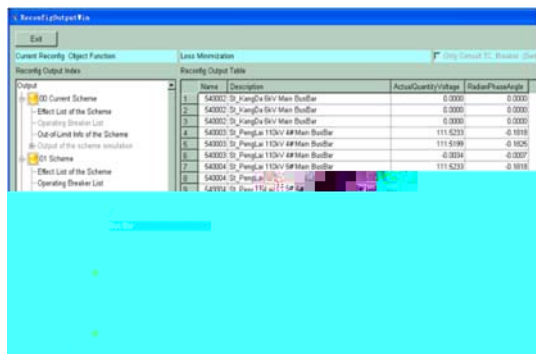 ReconfigOutputWin
Exit
Current Reconfig Object Function
Loss Minimization
Only Consult
Reconfig Output Index
Reconfig Output Table
Output
00 Current Scheme
Effect List of the Scheme
Operating Breaker List
Out-of-Limit Info of the Scheme
Output of the scheme simulation
01 Scheme
Effect List of the Scheme
Operating Breaker List
Name Description ActualQuantityVoltage RadianPhaseAngle
1 540002 St_KangDa 6kV Main BusBar 0.0000 0.0000
2 540002 St_KangDa 6kV Main BusBar 0.0000 0.0000
3 540002 St_KangDa 6kV Main BusBar 0.0000 0.0000
4 540003 St_PengLai 110kV 4# Main BusBar 111.5233 -0.1818
5 540003 St_PengLai 110kV 4# Main BusBar 111.5199 -0.1826
6 540003 St_PengLai 110kV 4# Main BusBar -0.0034 -0.0007
7 540004 St_PengLai 110kV 5# Main BusBar 111.5233 -0.1818
8 540004 St_PengLai
9 540004
Bus Bar